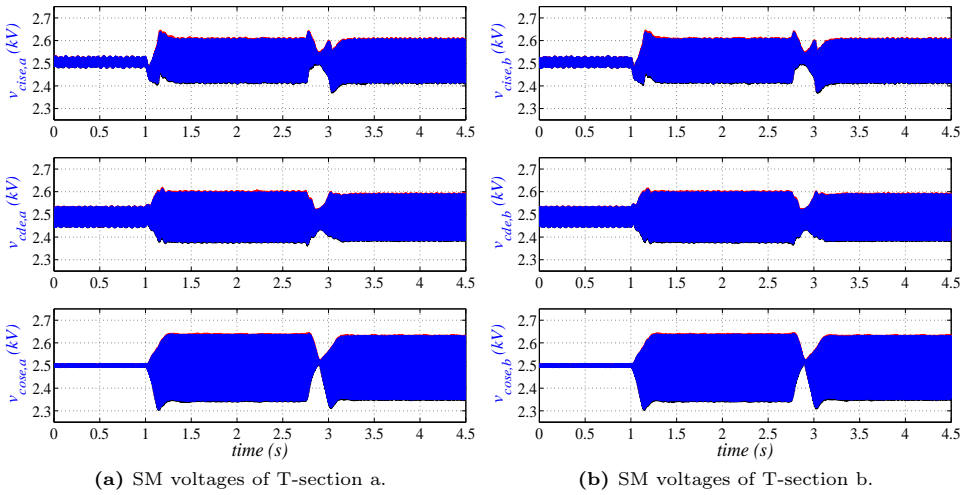 2.7
2.6
2.5
2.4
2.3
v_cise,a (kV)
0 0.5 1 1.5 2 2.5 3 3.5 4 4.5
2.7
2.6
2.5
2.4
2.3
v_cde,a (kV)
0 0.5 1 1.5 2 2.5 3 3.5 4 4.5
2.7
2.6
2.5
2.4
2.3
v_cose,a (kV)
0 0.5 1 1.5 2 2.5 3 3.5 4 4.5
time (s)
(a) SM voltages of T-section a.
2.7
2.6
2.5
2.4
2.3
v_cise,b (kV)
0 0.5 1 1.5 2 2.5 3 3.5 4 4.5
2.7
2.6
2.5
2.4
2.3
v_cde,b (kV)
0 0.5 1 1.5 2 2.5 3 3.5 4 4.5
2.7
2.6
2.5
2.4
2.3
v_cose,b (kV)
0 0.5 1 1.5 2 2.5 3 3.5 4 4.5
time (s)
(b) SM voltages of T-section b.